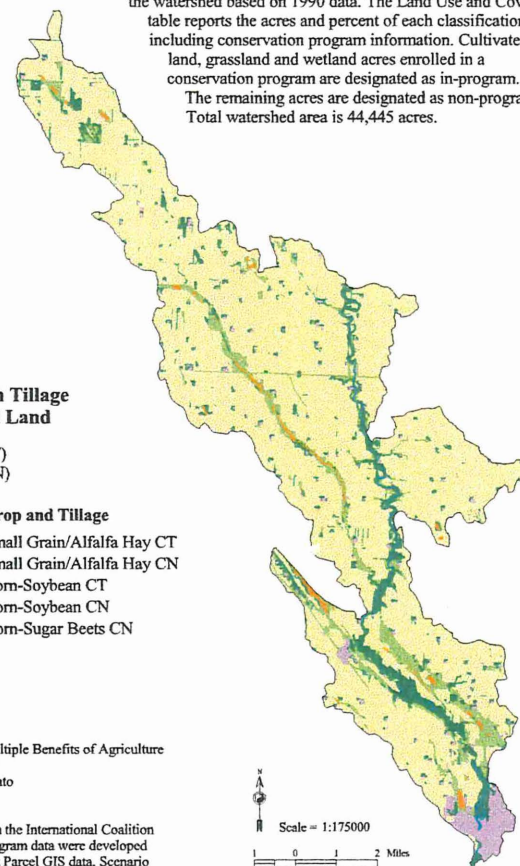 the watershed based on 1990 data. The Land Use and Cov
table reports the acres and percent of each classification
including conservation program information. Cultivate
land, grassland and wetland acres enrolled in a
conservation program are designated as in-program.
The remaining acres are designated as non-progra
Total watershed area is 44,445 acres.
n Tillage
Land
)
N)
rop and Tillage
mall Grain/Alfalfa Hay CT
mall Grain/Alfalfa Hay CN
orn-Soybean CT
orn-Soybean CN
orn-Sugar Beets CN
ltiple Benefits of Agriculture
ato
n the International Coalition
gram data were developed
Parcel GIS data. Scenario
N
Scale = 1:175000
1 0 1 2 Miles